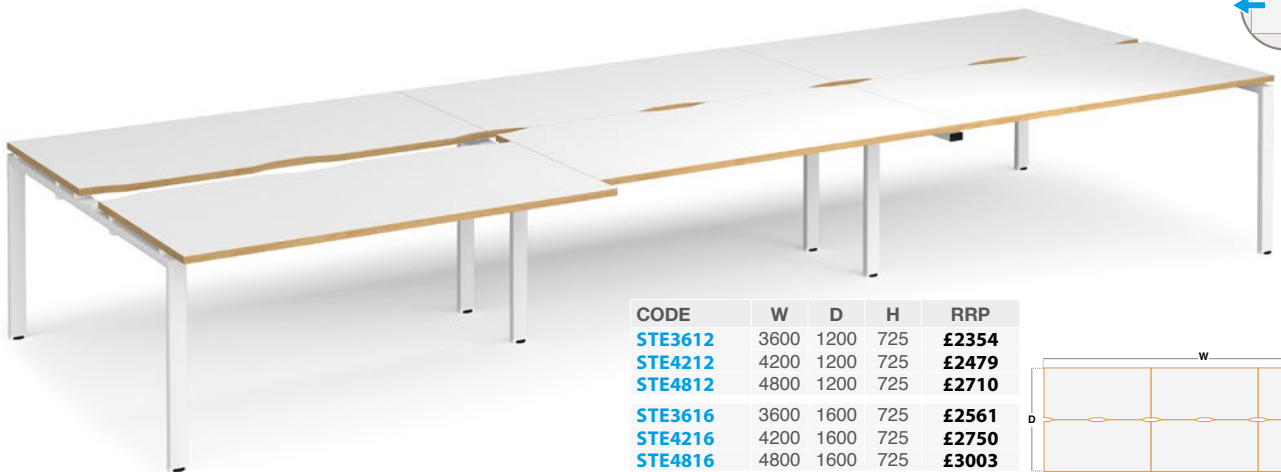 CODE W D H RRP
STE3612 3600 1200 725 £2354
STE4212 4200 1200 725 £2479
STE4812 4800 1200 725 £2710
STE3616 3600 1600 725 £2561
STE4216 4200 1600 725 £2750
STE4816 4800 1600 725 £3003
W
D